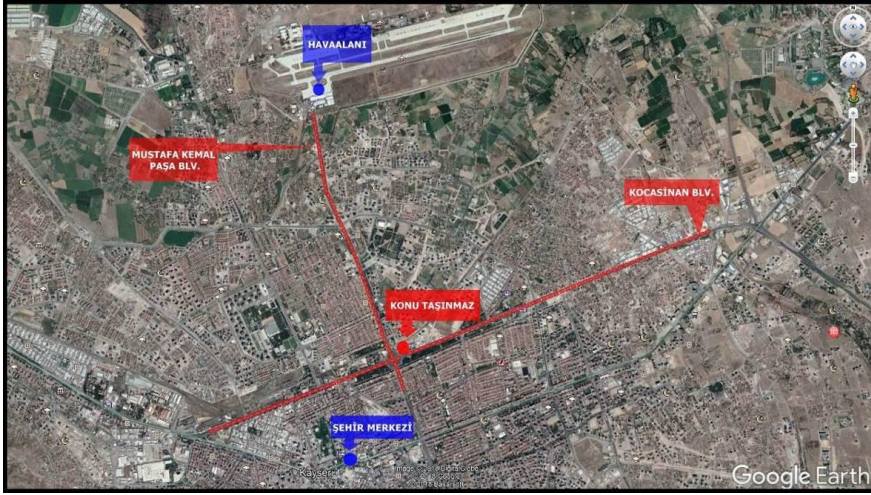 HAVAALANI
MUSTAFA KEMAL
PAŞA BLV.
KOCASİNAN BLV.
KONU TAŞINMAZ
ŞEHİR MERKEZİ
Kayseri
Google Earth